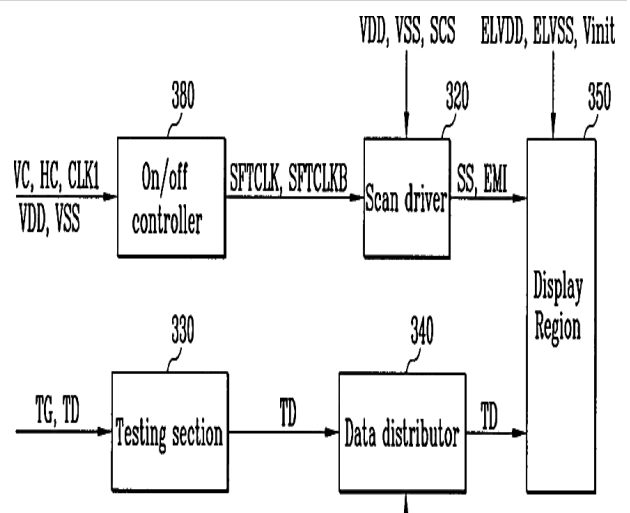 VDD, VSS, SCS
ELVDD, ELVSS, Vinit
380
320
350
VC, HC, CLK1
VDD, VSS
On/off
controller
SFTCLK, SFTCLKB
Scan driver
SS, EMI
Display
Region
330
340
TG, TD
Testing section
TD
Data distributor
TD